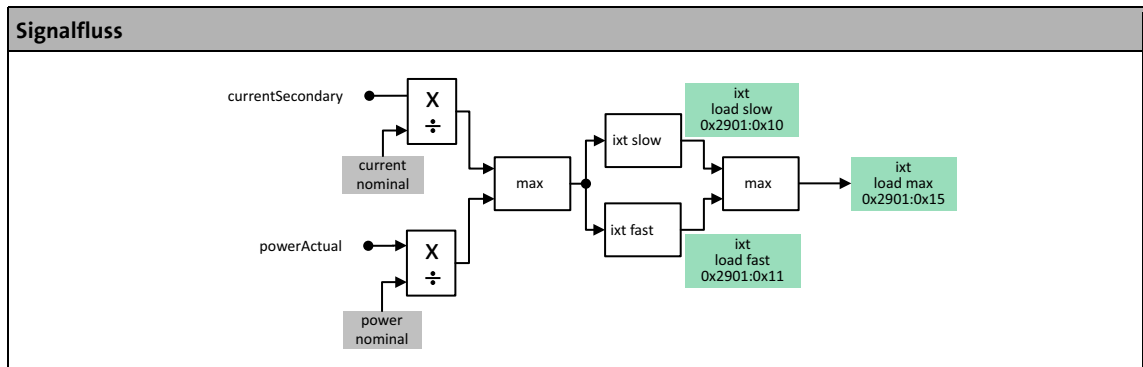 Signalfluss
currentSecondary
X
÷
current
nominal
max
ixt slow
ixt
load slow
0x2901:0x10
max
ixt
load max
0x2901:0x15
powerActual
X
÷
power
nominal
ixt fast
ixt
load fast
0x2901:0x11